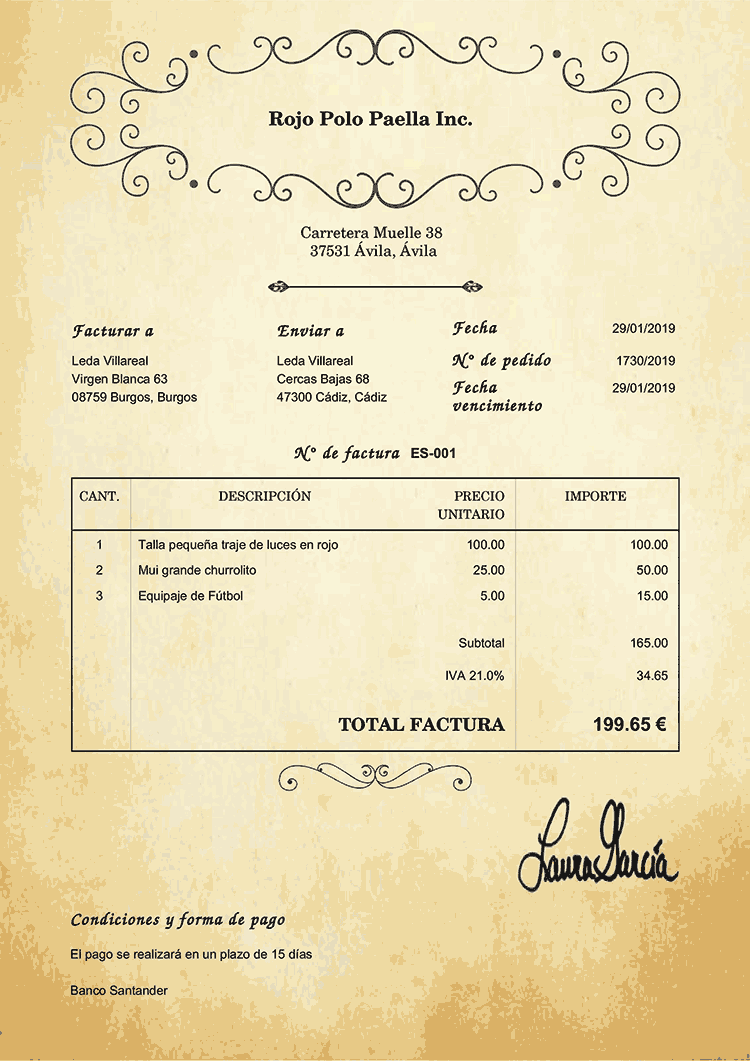 Rojo Polo Paella Inc.
Carretera Muelle 38
37531 Ávila, Ávila
Facturar a
Leda Villareal
Virgen Blanca 63
08759 Burgos, Burgos
Enviar a
Leda Villareal
Cercas Bajas 68
47300 Cádiz, Cádiz
Fecha 29/01/2019
N° de pedido 1730/2019
Fecha 29/01/2019
vencimiento
N° de factura ES-001
CANT. DESCRIPCIÓN PRECIO IMPORTE
UNITARIO
1 Talla pequeña traje de luces en rojo 100.00 100.00
2 Mui grande churrolito 25.00 50.00
3 Equipaje de Fútbol 5.00 15.00
Subtotal 165.00
IVA 21.0% 34.65
TOTAL FACTURA 199.65 €
Laura García
Condiciones y forma de pago
El pago se realizará en un plazo de 15 días
Banco Santander